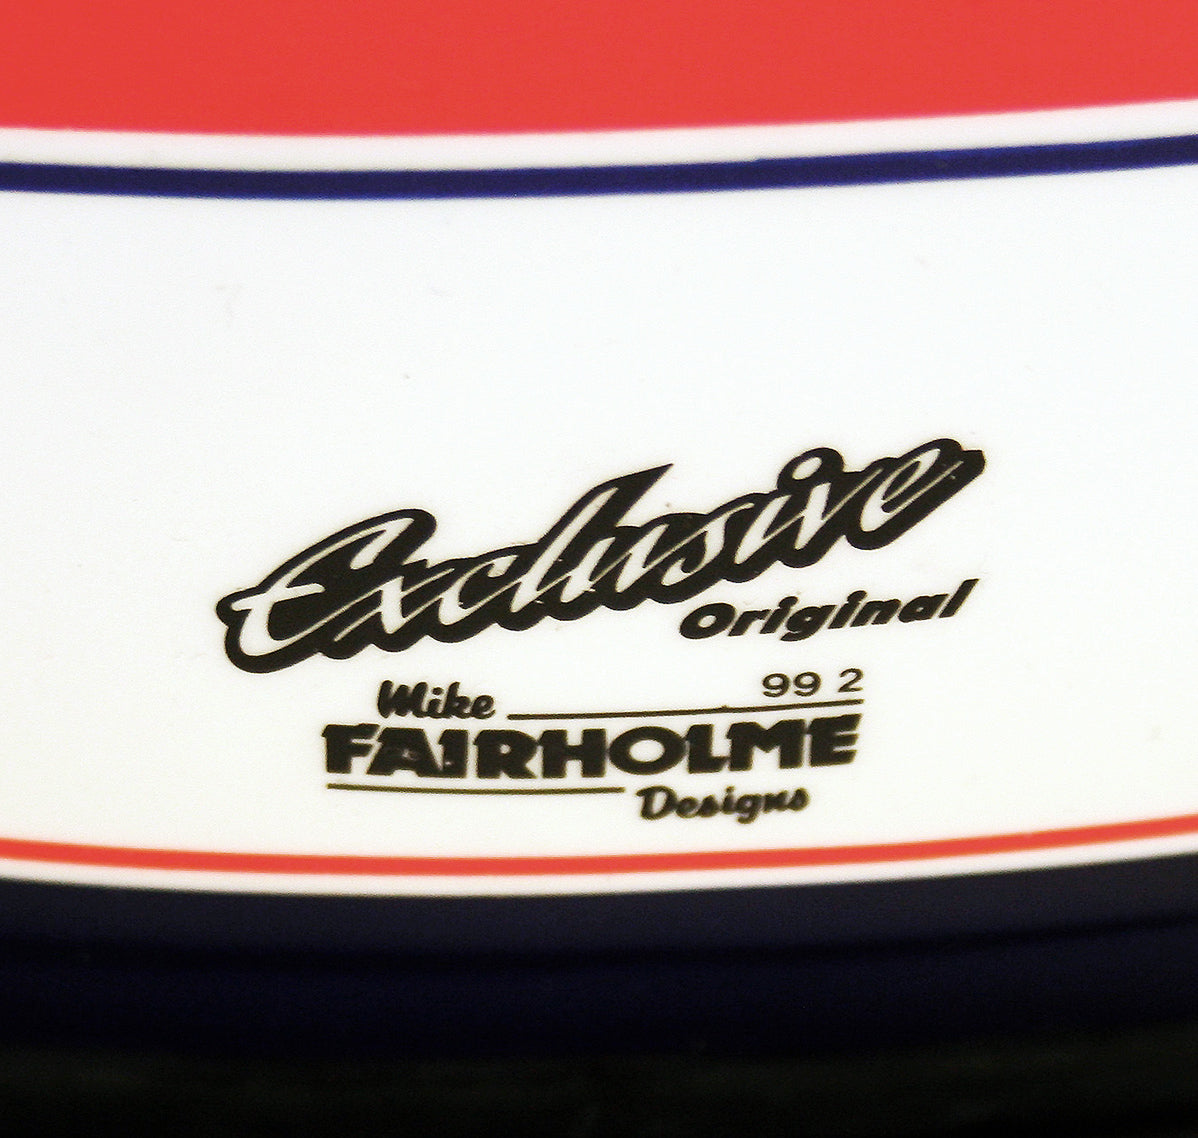 Exclusive
Original
Mike 99 2
FAIRHOLME
Designs